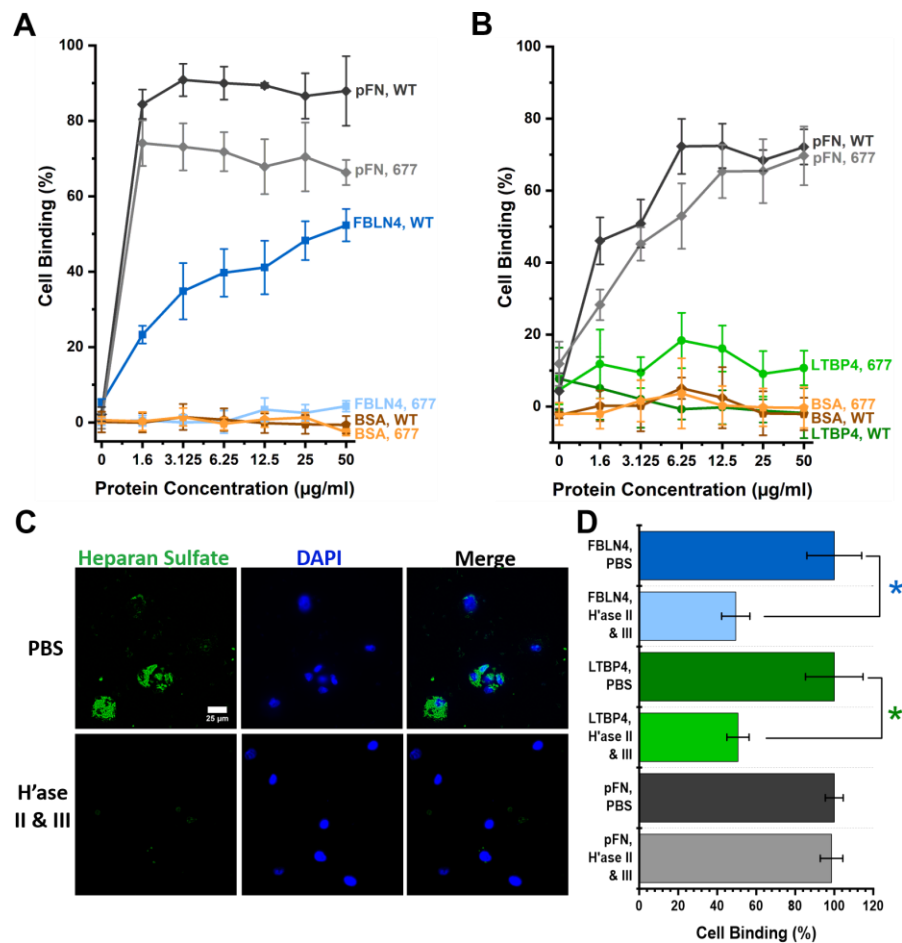 A
100
80
60
40
20
0
Cell Binding (%)
pFN, WT
pFN, 677
FBLN4, WT
FBLN4, 677
BSA, WT
BSA, 677
0 1.6 3.125 6.25 12.5 25 50
Protein Concentration (µg/ml)
B
100
80
60
40
20
0
Cell Binding (%)
pFN, WT
pFN, 677
LTBP4, 677
BSA, 677
BSA, WT
LTBP4, WT
0 1.6 3.125 6.25 12.5 25 50
Protein Concentration (µg/ml)
C
Heparan Sulfate DAPI Merge
PBS
25 µm
H'ase
II & III
D
FBLN4,
PBS
FBLN4,
H'ase II
& III
*
LTBP4,
PBS
LTBP4,
H'ase II
& III
*
pFN,
PBS
pFN,
H'ase II
& III
0 20 40 60 80 100 120
Cell Binding (%)